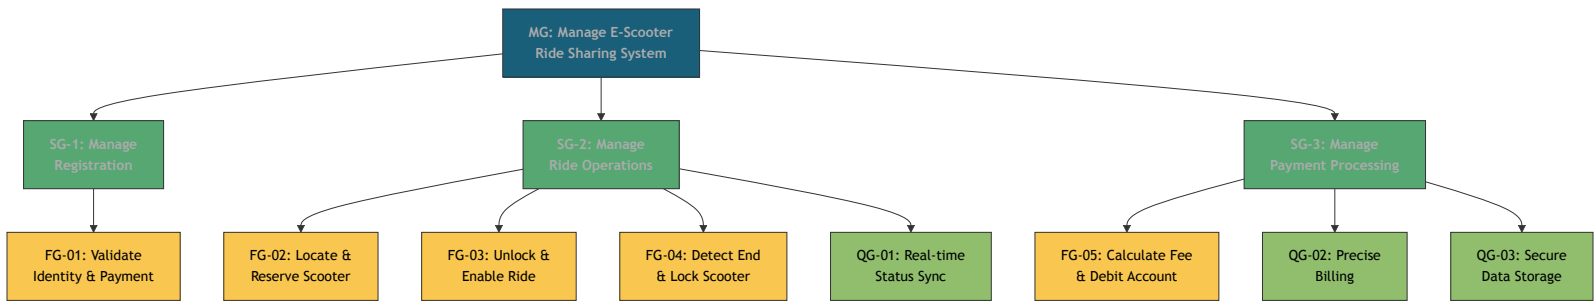 MG: Manage E-Scooter
Ride Sharing System
SG-1: Manage
Registration
SG-2: Manage
Ride Operations
SG-3: Manage
Payment Processing
FG-01: Validate
Identity & Payment
FG-02: Locate &
Reserve Scooter
FG-03: Unlock &
Enable Ride
FG-04: Detect End
& Lock Scooter
QG-01: Real-time
Status Sync
FG-05: Calculate Fee
& Debit Account
QG-02: Precise
Billing
QG-03: Secure
Data Storage